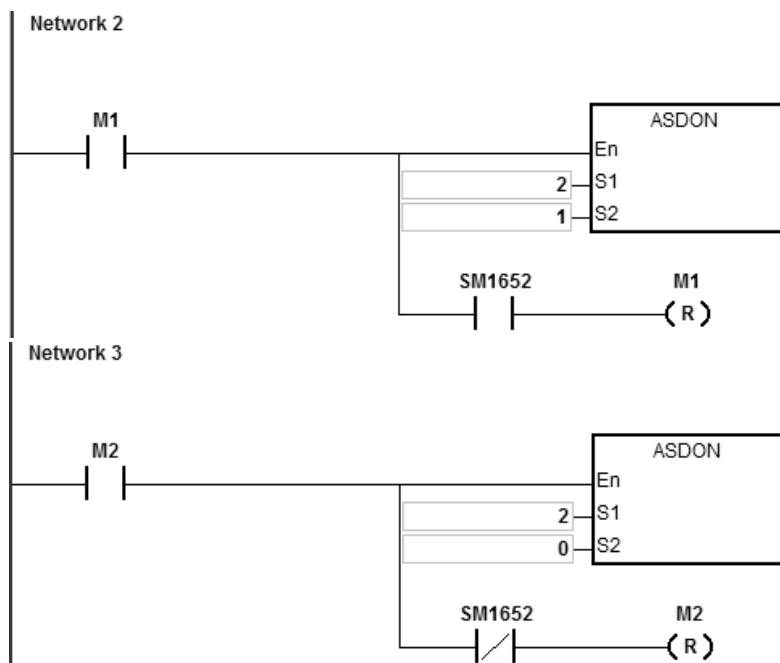 Network 2
M1
ASDON
En
2 S1
1 S2
SM1652 M1
R
Network 3
M2
ASDON
En
2 S1
0 S2
SM1652 M2
R